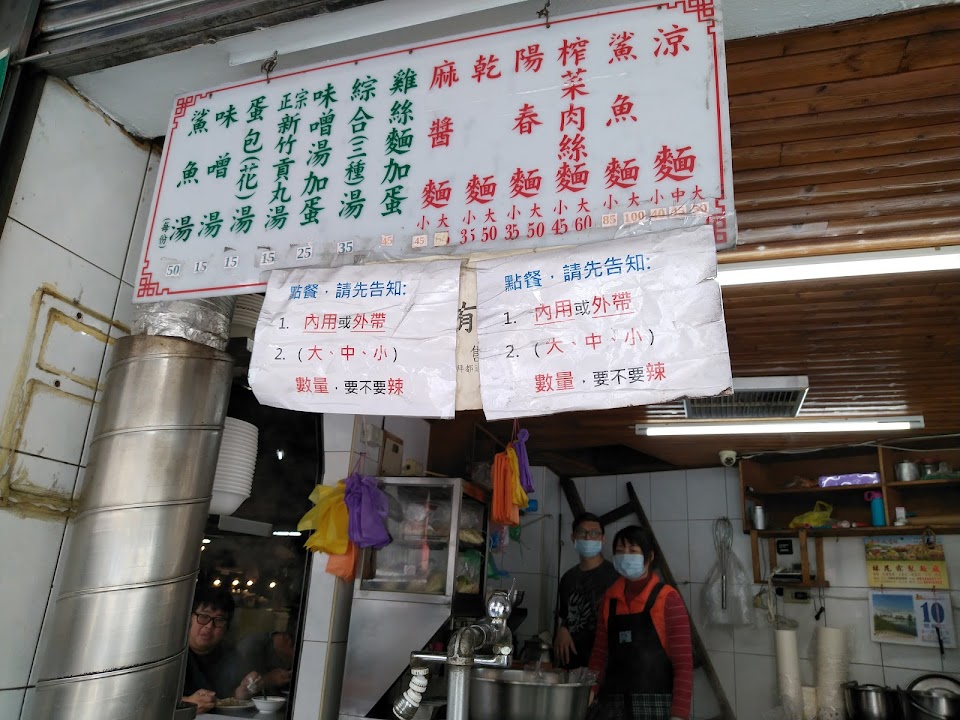 涼麵
小 中 大
鯊魚麵
小 大
85 100
榨菜肉絲麵
小 大
45 60
陽春麵
小 大
35 50
乾麵
小 大
35 50
麻醬麵
小 大
45
雞絲麵加蛋
綜合(三種)湯
35
味噌湯加蛋
25
正宗新竹貢丸湯
15
蛋包(花)湯
15
味噌湯
15
鯊魚湯
(每份)
50
點餐,請先告知:
1. 內用或外帶
2. (大、中、小)
數量,要不要辣
點餐,請先告知:
1. 內用或外帶
2. (大、中、小)
數量,要不要辣
售
10